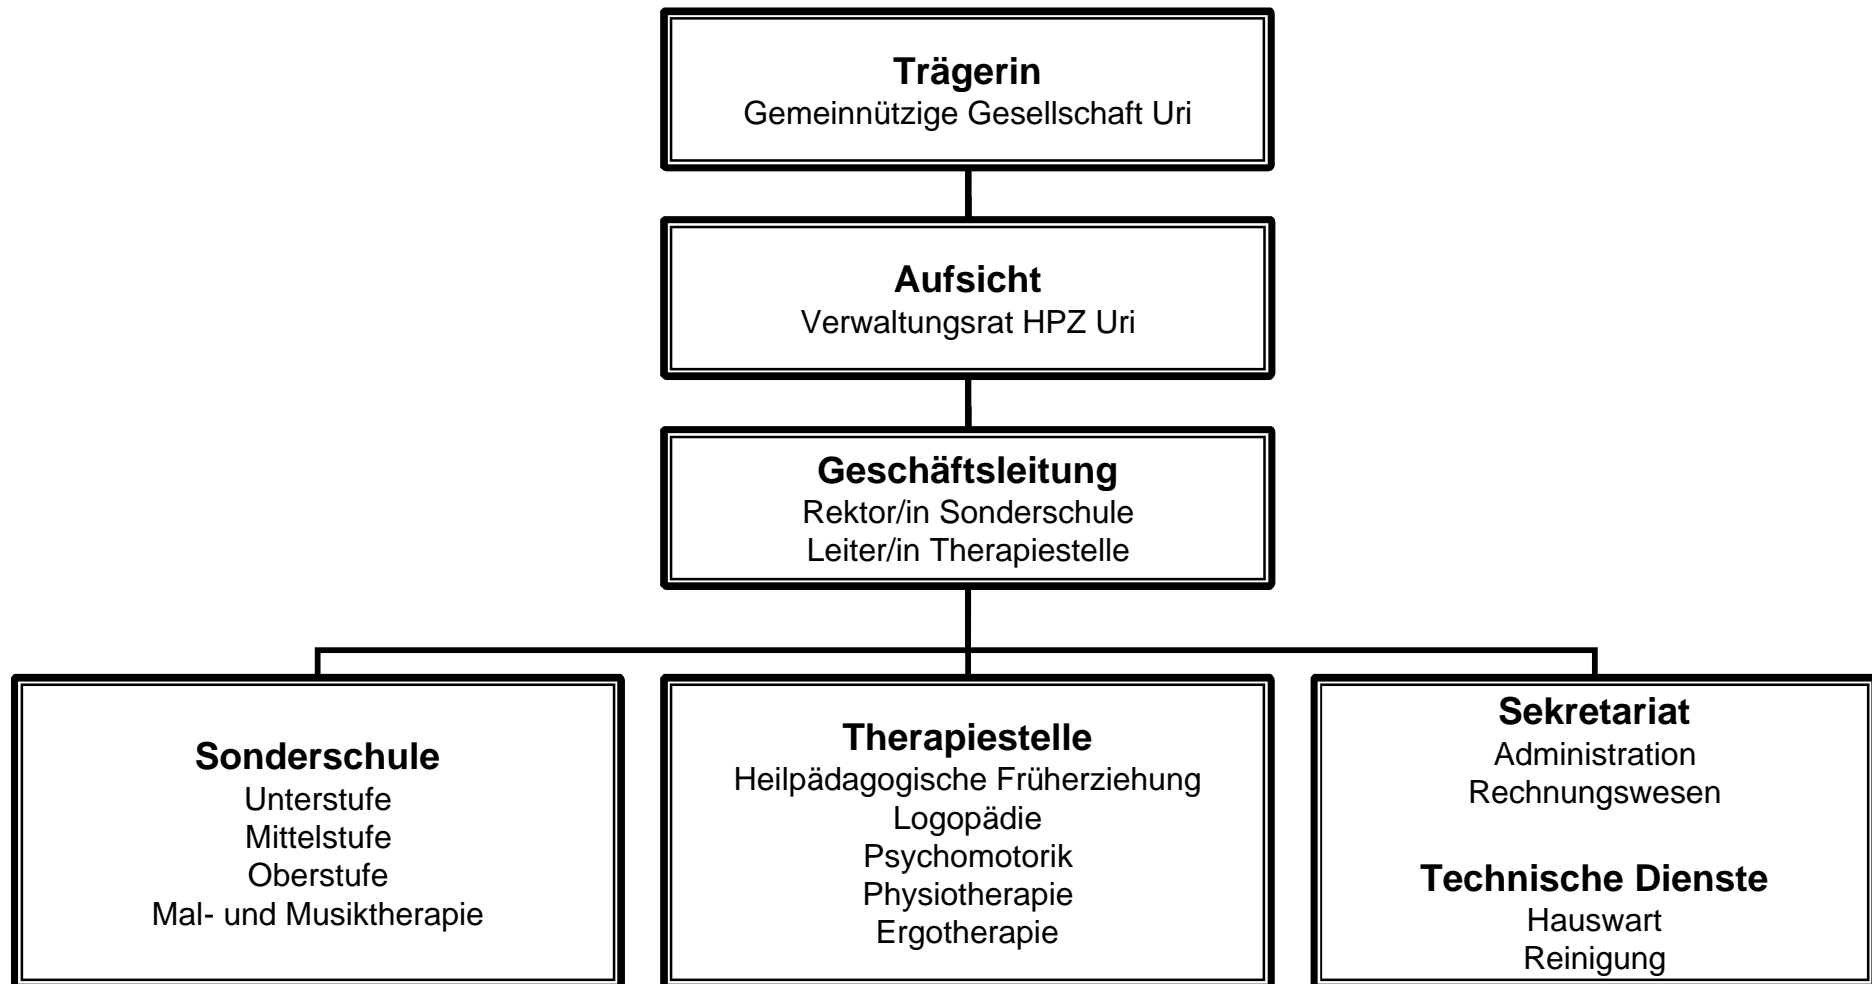 Trägerin
Gemeinnützige Gesellschaft Uri
Aufsicht
Verwaltungsrat HPZ Uri
Geschäftsleitung
Rektor/in Sonderschule
Leiter/in Therapiestelle
Sonderschule
Unterstufe
Mittelstufe
Oberstufe
Mal- und Musiktherapie
Therapiestelle
Heilpädagogische Früherziehung
Logopädie
Psychomotorik
Physiotherapie
Ergotherapie
Sekretariat
Administration
Rechnungswesen
Technische Dienste
Hauswart
Reinigung